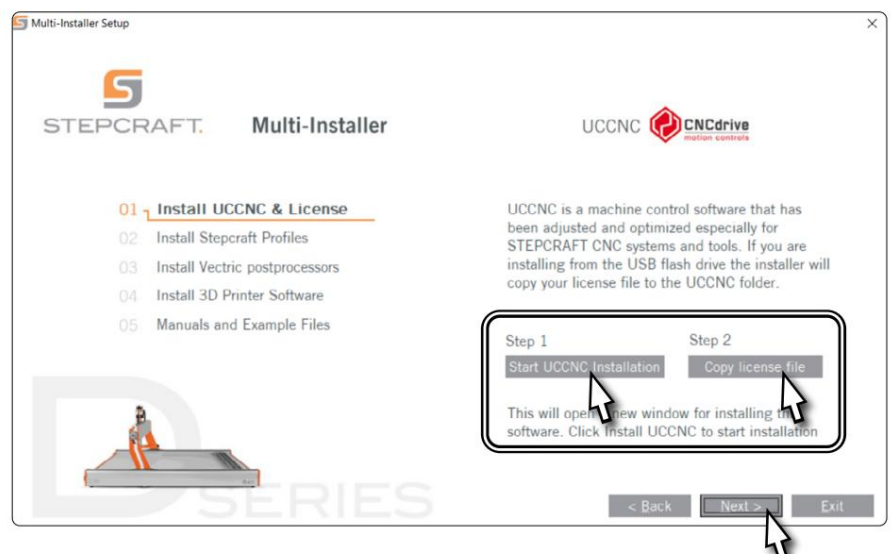 Multi-Installer Setup
STEPCRAFT.
Multi-Installer
UCCNC
CNCdrive
motion controls
01 Install UCCNC & License
02 Install Stepcraft Profiles
03 Install Vectric postprocessors
04 Install 3D Printer Software
05 Manuals and Example Files
UCCNC is a machine control software that has
been adjusted and optimized especially for
STEPCRAFT CNC systems and tools. If you are
installing from the USB flash drive the installer will
copy your license file to the UCCNC folder.
Step 1
Start UCCNC Installation
Step 2
Copy license file
This will open new window for installing
software. Click Install UCCNC to start installation
D
SERIES
< Back
Next >
Exit